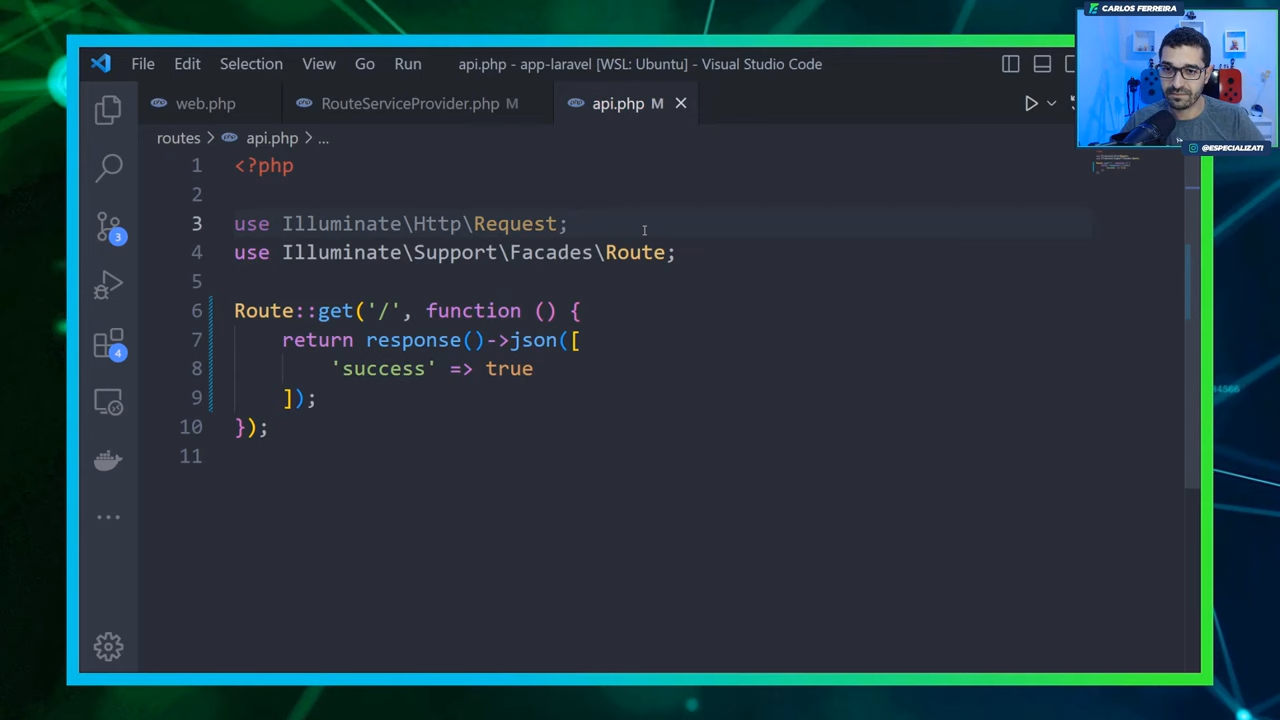 CARLOS FERREIRA
File Edit Selection View Go Run api.php - app-laravel [WSL: Ubuntu] - Visual Studio Code
web.php RouteServiceProvider.php M api.php M
@ESPECIALIZATI
routes > api.php > ...
1 <?php
2
3 use Illuminate\Http\Request;
4 use Illuminate\Support\Facades\Route;
5
6 Route::get('/', function () {
7 return response()->json([
8 'success' => true
9 ]);
10 });
11
3
4